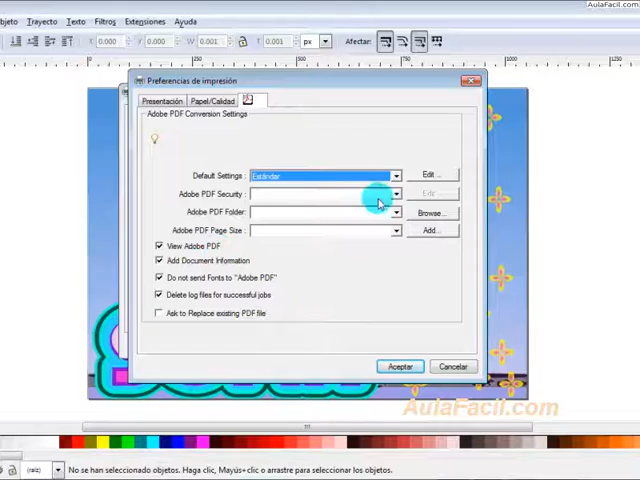 AulaFacil.com
bjeto Trayecto Texto Filtros Extensiones Ayuda
X 0.000 Y 0.000 W 0.001 T 0.001 px Afectar:
250 500 750 1000
Preferencias de impresión
Presentación Papel/Calidad
Adobe PDF Conversion Settings
Default Settings: Estándar Edit...
Adobe PDF Security: Edit...
Adobe PDF Folder: Browse...
Adobe PDF Page Size: Add...
View Adobe PDF
Add Document Information
Do not send Fonts to "Adobe PDF"
Delete log files for successful jobs
Ask to Replace existing PDF file
Aceptar Cancelar
AulaFacil.com
(raíz) No se han seleccionado objetos. Haga clic, Mayús+clic o arrastre para seleccionar los objetos.